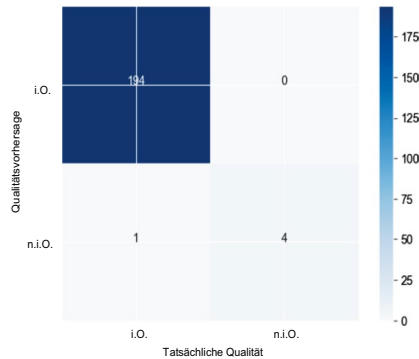 Qualitätsvorhersage
i.O.
194
0
n.i.O.
1
4
i.O.
n.i.O.
Tatsächliche Qualität
175
150
125
100
75
50
25
0